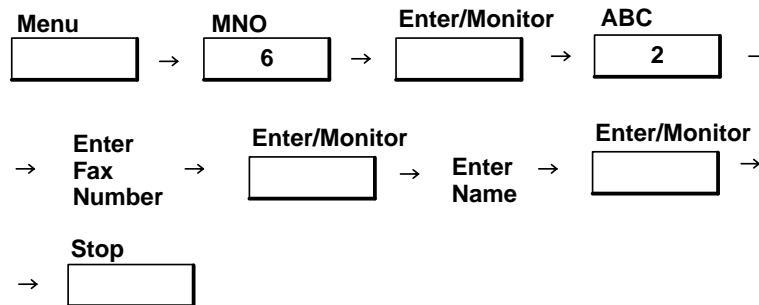 Menu MNO Enter/Monitor ABC
→ 6 → → 2 –
Enter/Monitor Enter/Monitor
→ Enter Fax Number → → Enter Name → →
Stop
→